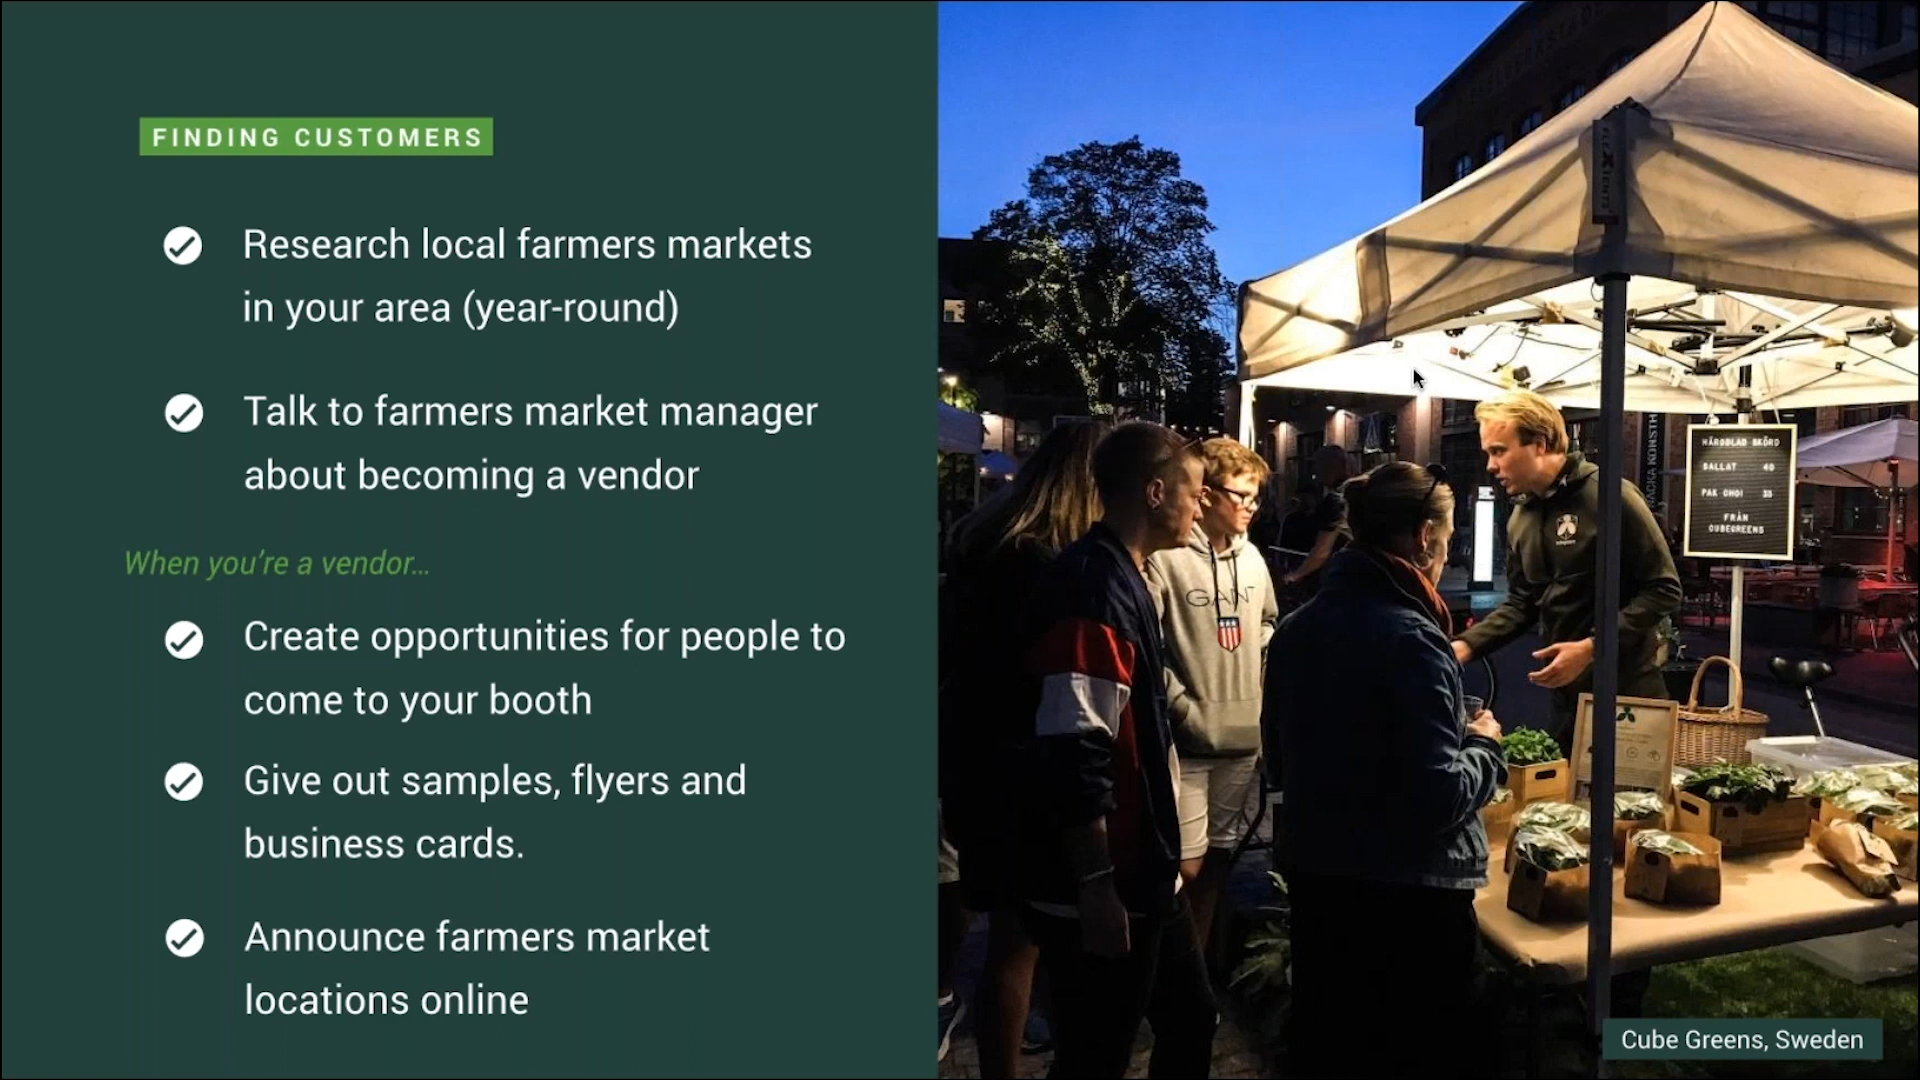 FINDING CUSTOMERS
Research local farmers markets
in your area (year-round)
Talk to farmers market manager
about becoming a vendor
When you're a vendor...
Create opportunities for people to
come to your booth
Give out samples, flyers and
business cards.
Announce farmers market
locations online
GANT
HÄRODLAD SKÖRD
SALLAT 40
PAK CHOI 35
FRÅN
CUBEGREENS
Cube Greens, Sweden